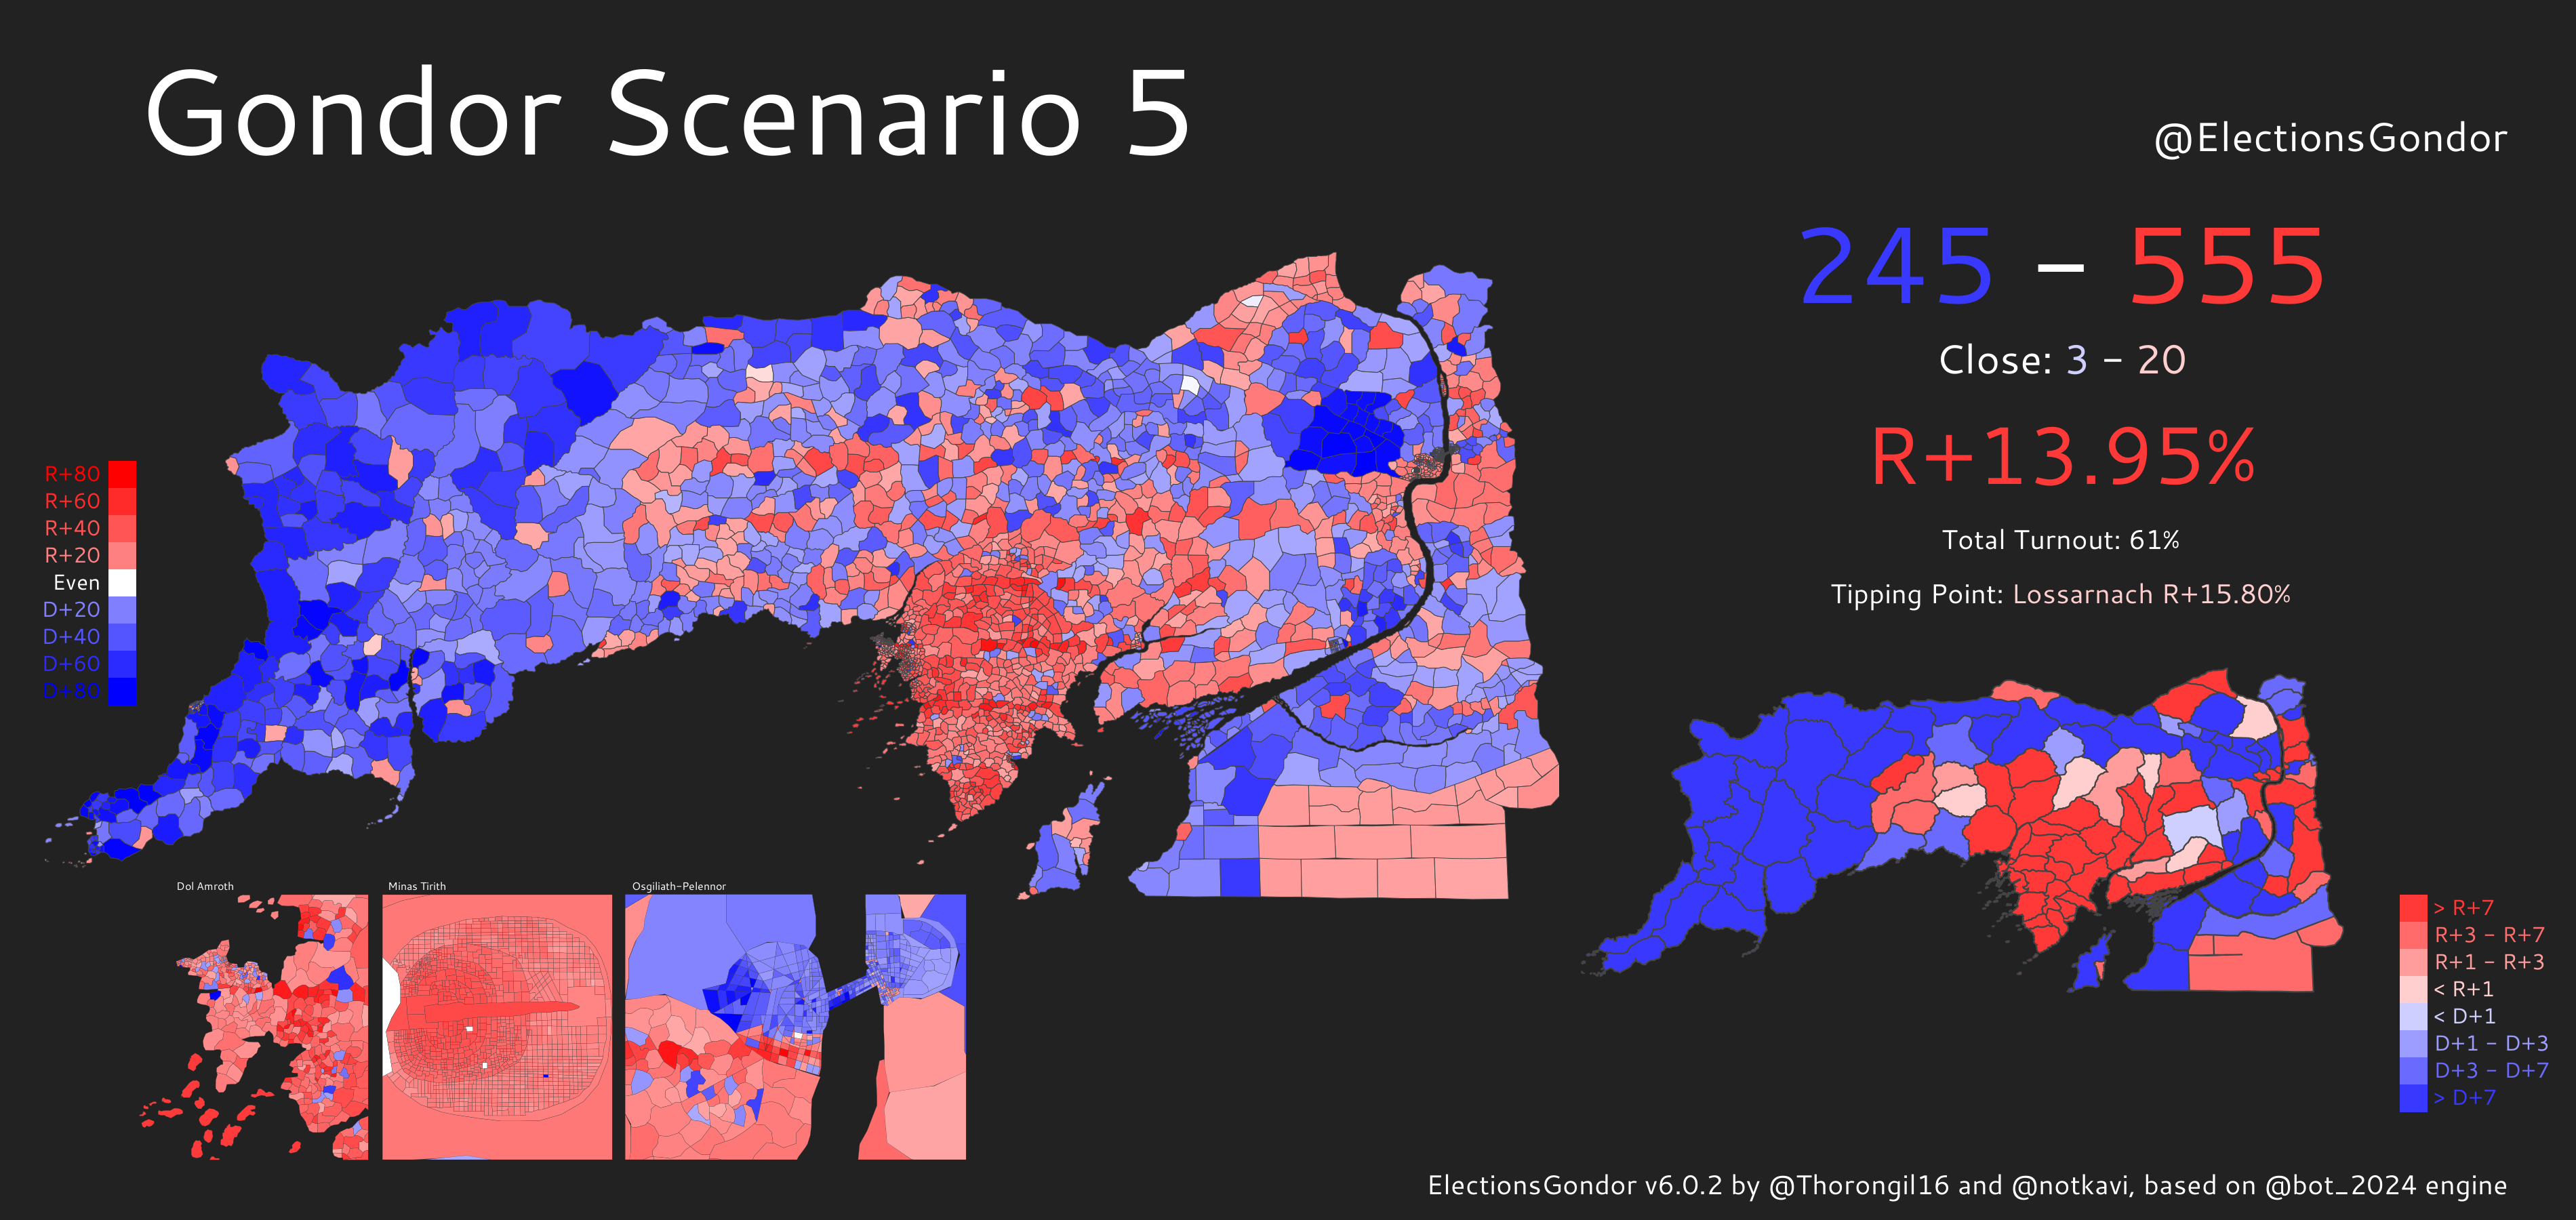 Gondor Scenario 5
@ElectionsGondor
245 – 555
Close: 3 – 20
R+13.95%
Total Turnout: 61%
Tipping Point: Lossarnach R+15.80%
R+80
R+60
R+40
R+20
Even
D+20
D+40
D+60
D+80
Dol Amroth
Minas Tirith
Osgiliath-Pelennor
> R+7
R+3 - R+7
R+1 - R+3
< R+1
< D+1
D+1 - D+3
D+3 - D+7
> D+7
ElectionsGondor v6.0.2 by @Thorongil16 and @notkavi, based on @bot_2024 engine